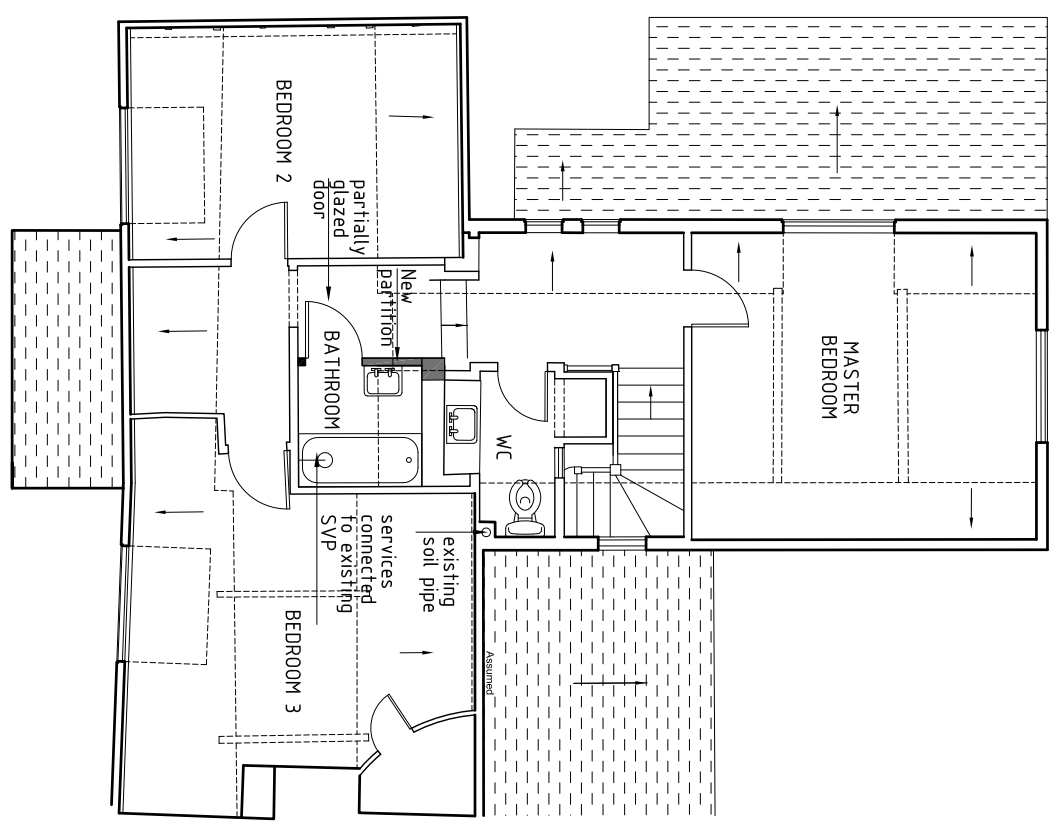 BEDROOM 2
partially
glazed
door
New
partition
BATHROOM
WC
MASTER
BEDROOM
existing
soil pipe
services
connected
to existing
SVP
BEDROOM 3
Assumed